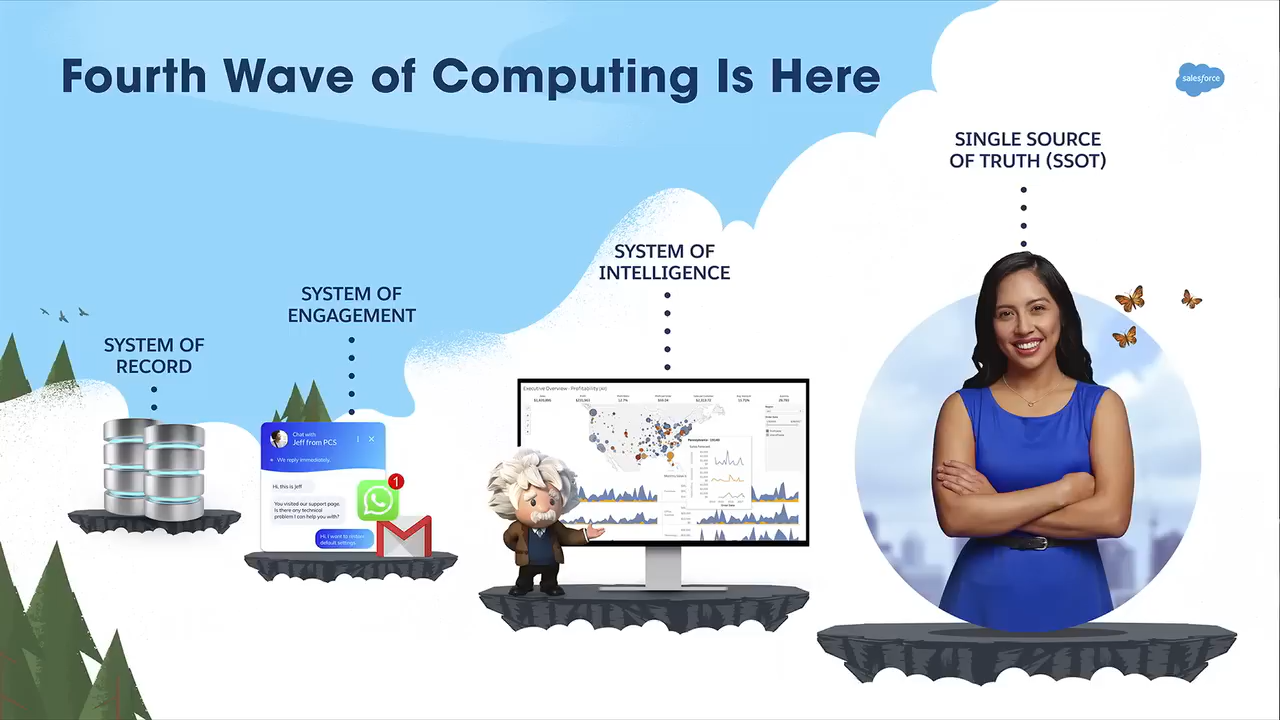 Fourth Wave of Computing Is Here
salesforce
SINGLE SOURCE
OF TRUTH (SSOT)
SYSTEM OF
INTELLIGENCE
SYSTEM OF
ENGAGEMENT
SYSTEM OF
RECORD
Chat with
Jeff from PCS
We reply immediately.
Hi, this is Jeff
You visited our support page.
Is there any technical
problem I can help you with?
Hi, I want to restore
default settings.
1
Executive Overview - Profitability